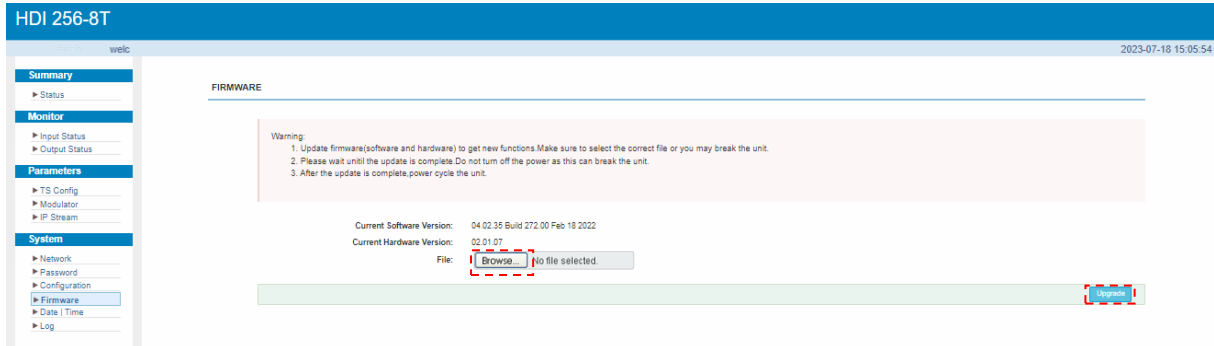 HDI 256-8T
welc
2023-07-18 15:05:54
Summary
Status
Monitor
Input Status
Output Status
Parameters
TS Config
Modulator
IP Stream
System
Network
Password
Configuration
Firmware
Date | Time
Log
FIRMWARE
Warning:
1. Update firmware(software and hardware) to get new functions.Make sure to select the correct file or you may break the unit.
2. Please wait unitil the update is complete.Do not turn off the power as this can break the unit.
3. After the update is complete,power cycle the unit.
Current Software Version: 04.02.35 Build 272.00 Feb 18 2022
Current Hardware Version: 02.01.07
File: Browse... No file selected.
Upgrade